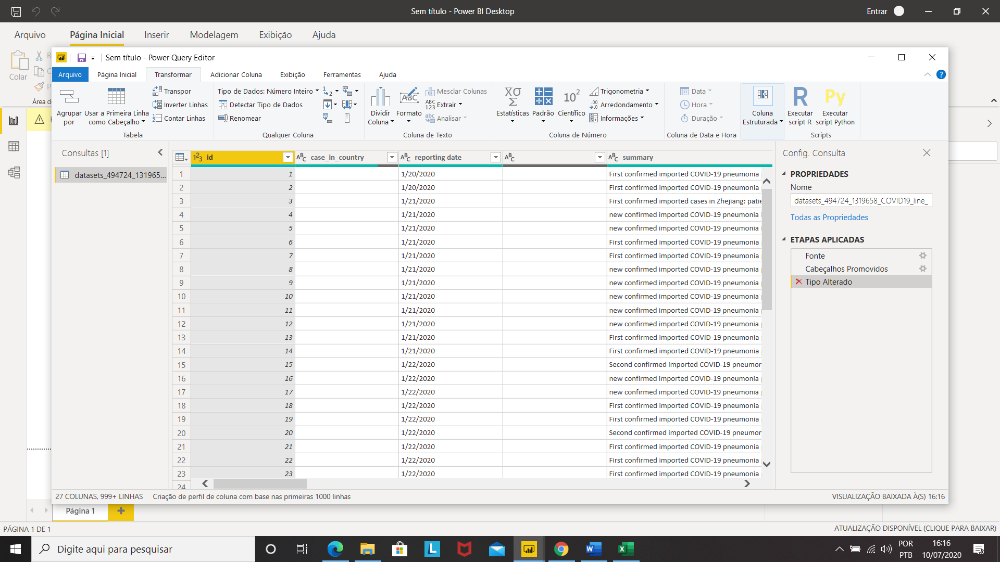 Sem título - Power BI Desktop
Entrar
Arquivo Página Inicial Inserir Modelagem Exibição Ajuda
Colar
Área d
Sem título - Power Query Editor
Arquivo Página Inicial Transformar Adicionar Coluna Exibição Ferramentas Ajuda
Agrupar por
Usar a Primeira Linha como Cabeçalho
Transpor
Inverter Linhas
Contar Linhas
Tabela
Tipo de Dados: Número Inteiro
Detectar Tipo de Dados
Renomear
Qualquer Coluna
Dividir Coluna
Formato
Mesclar Colunas
Extrair
Analisar
Coluna de Texto
Estatísticas
Padrão
Científico
Trigonometria
Arredondamento
Informações
Coluna de Número
Data
Hora
Duração
Coluna de Data e Hora
Coluna Estruturada
Executar script R
Executar script Python
Scripts
Consultas [1]
datasets_494724_131965...
id case_in_country reporting date summary
1 1 1/20/2020 First confirmed imported COVID-19 pneumonia
2 2 1/20/2020 First confirmed imported COVID-19 pneumonia
3 3 1/21/2020 First confirmed imported cases in Zhejiang: patie
4 4 1/21/2020 new confirmed imported COVID-19 pneumonia i
5 5 1/21/2020 new confirmed imported COVID-19 pneumonia i
6 6 1/21/2020 First confirmed imported COVID-19 pneumonia
7 7 1/21/2020 First confirmed imported COVID-19 pneumonia
8 8 1/21/2020 new confirmed imported COVID-19 pneumonia
9 9 1/21/2020 new confirmed imported COVID-19 pneumonia
10 10 1/21/2020 new confirmed imported COVID-19 pneumonia
11 11 1/21/2020 new confirmed imported COVID-19 pneumonia
12 12 1/21/2020 new confirmed imported COVID-19 pneumonia
13 13 1/21/2020 First confirmed imported COVID-19 pneumonia
14 14 1/21/2020 First confirmed imported COVID-19 pneumonia
15 15 1/22/2020 Second confirmed imported COVID-19 pneumor
16 16 1/22/2020 new confirmed imported COVID-19 pneumonia
17 17 1/22/2020 new confirmed imported COVID-19 pneumonia
18 18 1/22/2020 First confirmed imported COVID-19 pneumonia
19 19 1/22/2020 First confirmed imported COVID-19 pneumonia
20 20 1/22/2020 Second confirmed imported COVID-19 pneumor
21 21 1/22/2020 First confirmed imported COVID-19 pneumonia
22 22 1/22/2020 First confirmed imported COVID-19 pneumonia
23 23 1/22/2020 First confirmed imported COVID-19 pneumonia
24
Config. Consulta
PROPRIEDADES
Nome
datasets_494724_1319658_COVID19_line_
Todas as Propriedades
ETAPAS APLICADAS
Fonte
Cabeçalhos Promovidos
Tipo Alterado
27 COLUNAS, 999+ LINHAS Criação de perfil de coluna com base nas primeiras 1000 linhas
VISUALIZAÇÃO BAIXADA À(S) 16:16
Página 1
PÁGINA 1 DE 1
ATUALIZAÇÃO DISPONÍVEL (CLIQUE PARA BAIXAR)
Digite aqui para pesquisar
POR
PTB
16:16
10/07/2020